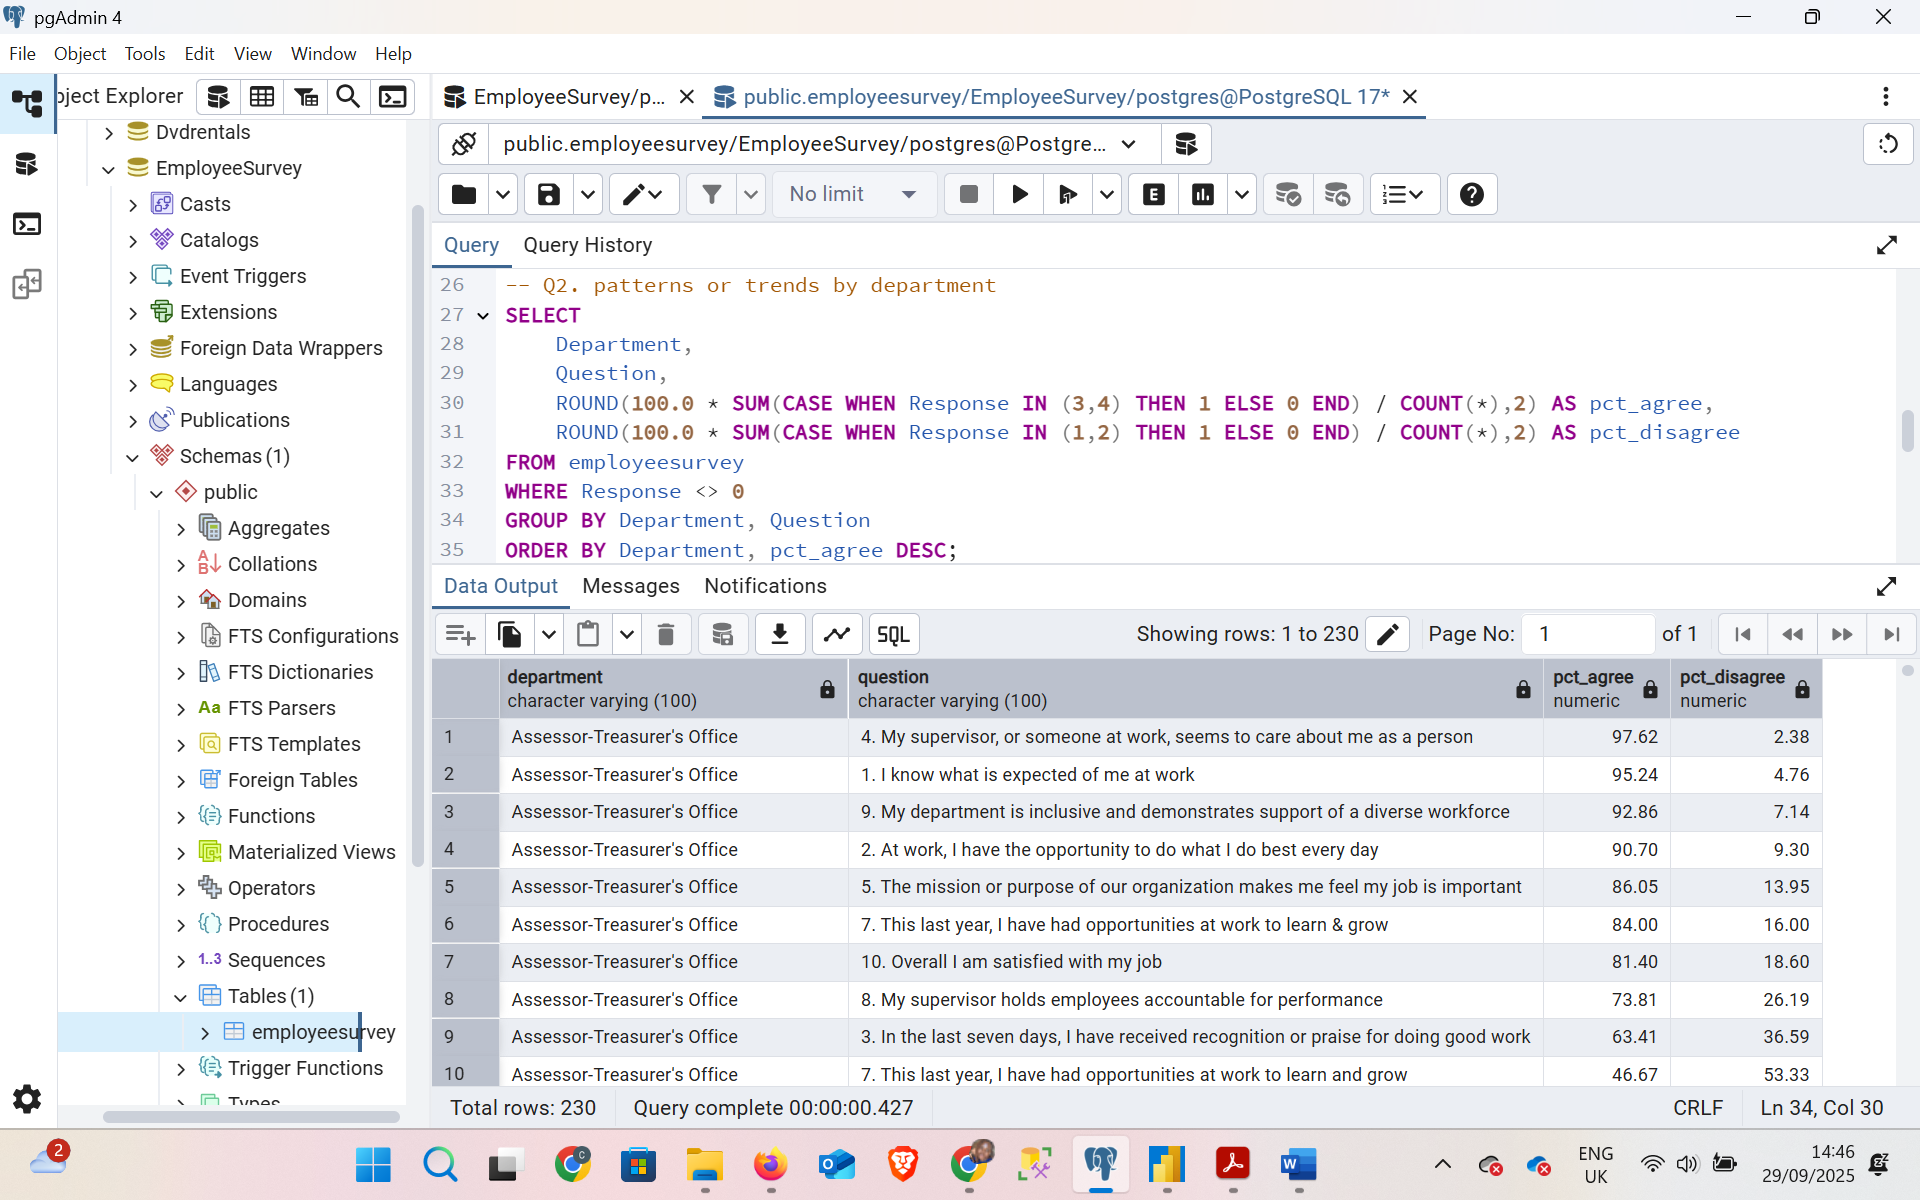 pgAdmin 4
File Object Tools Edit View Window Help
bject Explorer
EmployeeSurvey/p...
public.employeesurvey/EmployeeSurvey/postgres@PostgreSQL 17*
Dvdrentals
EmployeeSurvey
Casts
Catalogs
Event Triggers
Extensions
Foreign Data Wrappers
Languages
Publications
Schemas (1)
public
Aggregates
Collations
Domains
FTS Configurations
FTS Dictionaries
Aa FTS Parsers
FTS Templates
Foreign Tables
Functions
Materialized Views
Operators
Procedures
1..3 Sequences
Tables (1)
employeesurvey
Trigger Functions
Types
public.employeesurvey/EmployeeSurvey/postgres@Postgre...
No limit
E
Query Query History
26 -- Q2. patterns or trends by department
27 SELECT
28 Department,
29 Question,
30 ROUND(100.0 * SUM(CASE WHEN Response IN (3,4) THEN 1 ELSE 0 END) / COUNT(*),2) AS pct_agree,
31 ROUND(100.0 * SUM(CASE WHEN Response IN (1,2) THEN 1 ELSE 0 END) / COUNT(*),2) AS pct_disagree
32 FROM employeesurvey
33 WHERE Response <> 0
34 GROUP BY Department, Question
35 ORDER BY Department, pct_agree DESC;
Data Output Messages Notifications
SQL Showing rows: 1 to 230 Page No: 1 of 1
department question pct_agree pct_disagree
character varying (100) character varying (100) numeric numeric
1 Assessor-Treasurer's Office 4. My supervisor, or someone at work, seems to care about me as a person 97.62 2.38
2 Assessor-Treasurer's Office 1. I know what is expected of me at work 95.24 4.76
3 Assessor-Treasurer's Office 9. My department is inclusive and demonstrates support of a diverse workforce 92.86 7.14
4 Assessor-Treasurer's Office 2. At work, I have the opportunity to do what I do best every day 90.70 9.30
5 Assessor-Treasurer's Office 5. The mission or purpose of our organization makes me feel my job is important 86.05 13.95
6 Assessor-Treasurer's Office 7. This last year, I have had opportunities at work to learn & grow 84.00 16.00
7 Assessor-Treasurer's Office 10. Overall I am satisfied with my job 81.40 18.60
8 Assessor-Treasurer's Office 8. My supervisor holds employees accountable for performance 73.81 26.19
9 Assessor-Treasurer's Office 3. In the last seven days, I have received recognition or praise for doing good work 63.41 36.59
10 Assessor-Treasurer's Office 7. This last year, I have had opportunities at work to learn and grow 46.67 53.33
Total rows: 230 Query complete 00:00:00.427 CRLF Ln 34, Col 30
2
ENG
UK
14:46
29/09/2025